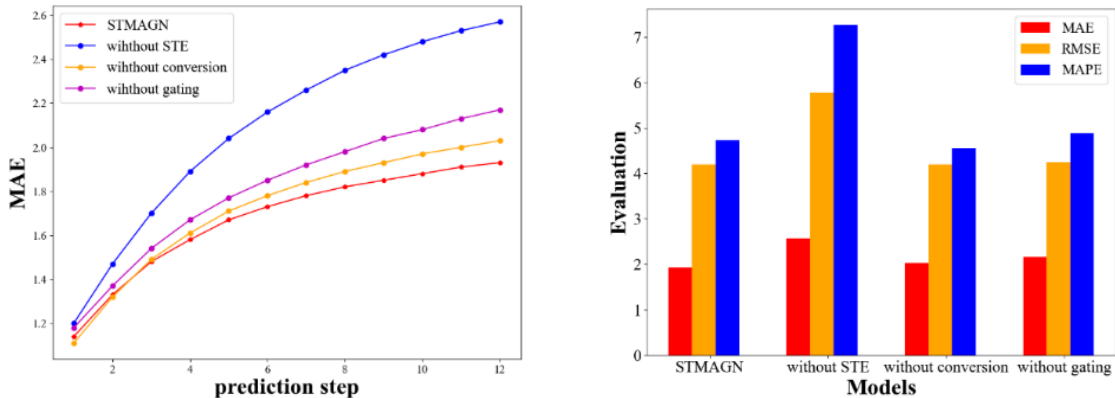 2.6
2.4
2.2
2.0
1.8
1.6
1.4
1.2
MAE
STMAGN
wihthout STE
wihthout conversion
wihthout gating
2
4
6
8
10
12
prediction step
7
6
5
4
3
2
1
0
Evaluation
MAE
RMSE
MAPE
STMAGN
without STE
without conversion
without gating
Models